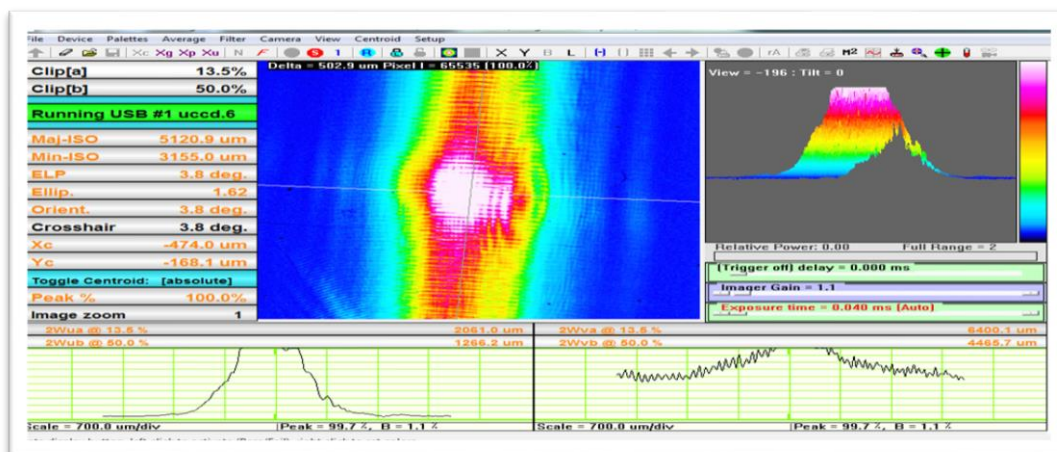 File Device Palettes Average Filter Camera View Centroid Setup
Xc Xg Xp Xu N F S 1 R X Y B L [-] [ ] rA M²
Clip[a] 13.5%
Clip[b] 50.0%
Running USB #1 uccd.6
Maj-ISO 5120.9 um
Min-ISO 3155.0 um
ELP 3.8 deg.
Ellip. 1.62
Orient. 3.8 deg.
Crosshair 3.8 deg.
Xc -474.0 um
Yc -168.1 um
Toggle Centroid: [absolute]
Peak % 100.0%
Image zoom 1
Delta = 502.9 um Pixel I = 65535 (100.0%)
View = -196 : Tilt = 0
Relative Power: 0.00 Full Range = 2
(Trigger off) delay = 0.000 ms
Imager Gain = 1.1
Exposure time = 0.040 ms (Auto)
2Wua @ 13.5 % 2061.0 um
2Wub @ 50.0 % 1266.2 um
2Wva @ 13.5 % 6400.1 um
2Wvb @ 50.0 % 4465.7 um
Scale = 700.0 um/div Peak = 99.7 %, B = 1.1 %
Scale = 700.0 um/div Peak = 99.7 %, B = 1.1 %